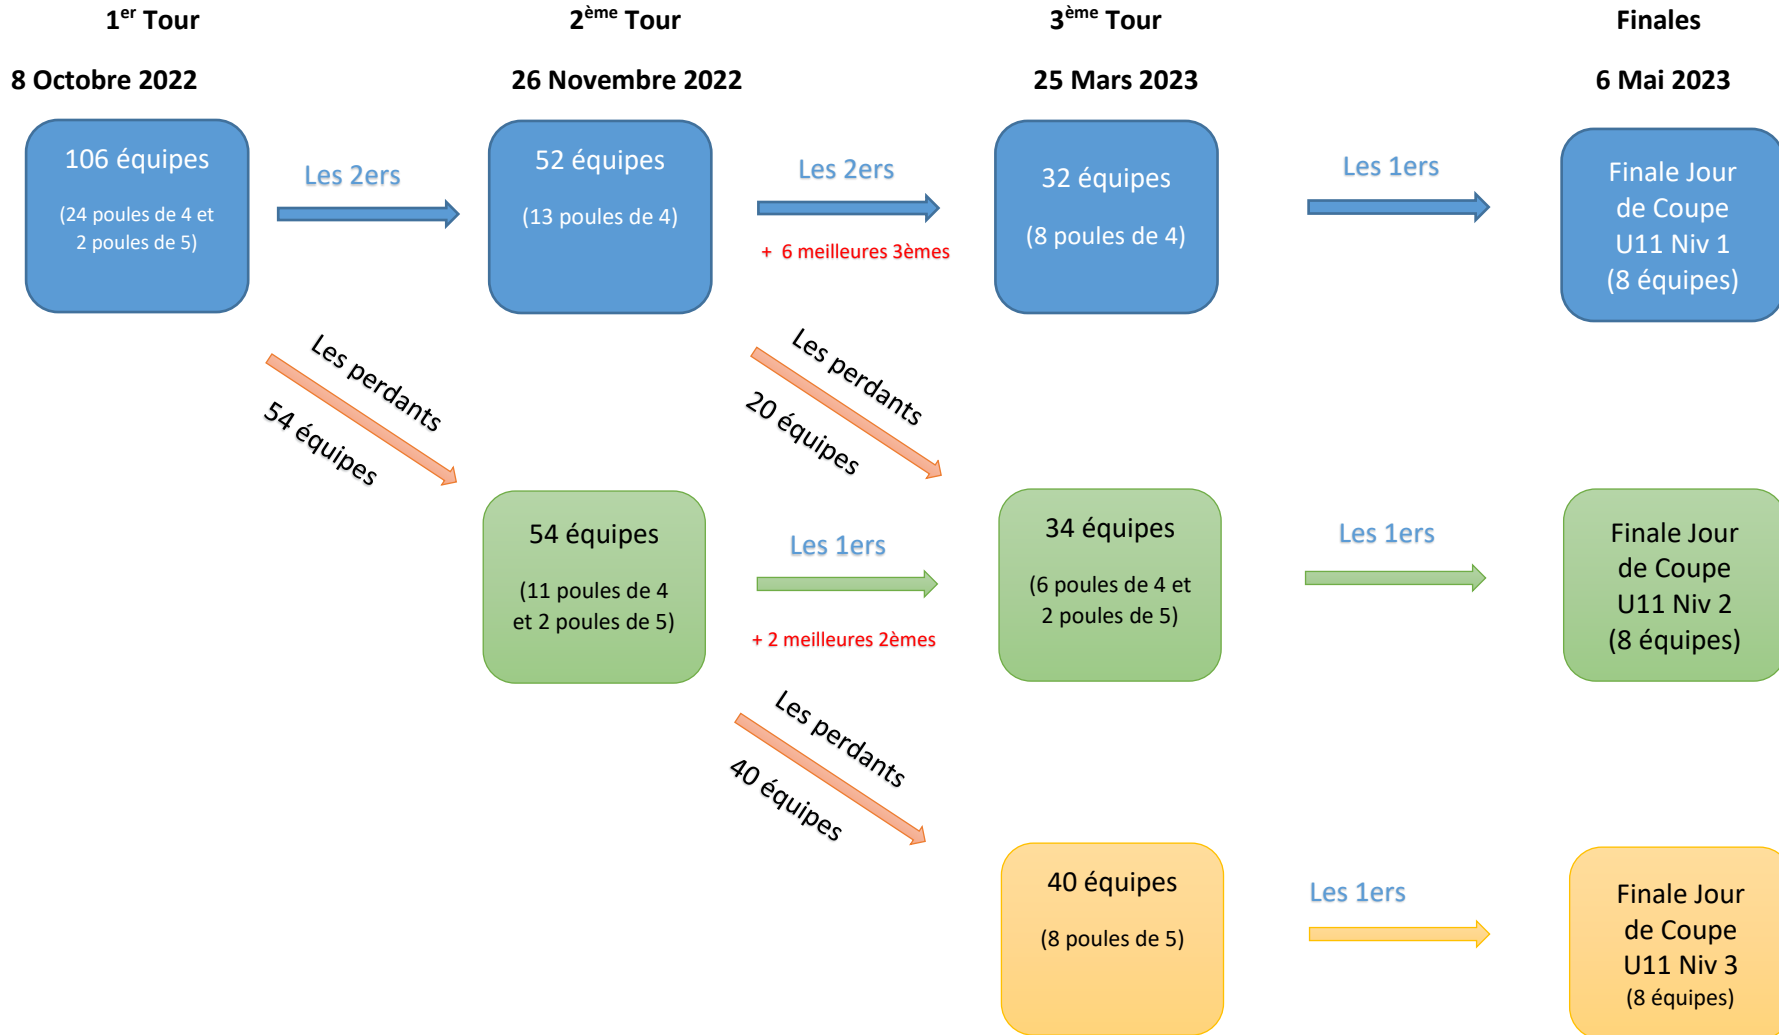 1er Tour
2ème Tour
3ème Tour
Finales
8 Octobre 2022
26 Novembre 2022
25 Mars 2023
6 Mai 2023
106 équipes
(24 poules de 4 et
2 poules de 5)
Les 2ers
52 équipes
(13 poules de 4)
Les 2ers
+ 6 meilleures 3èmes
32 équipes
(8 poules de 4)
Les 1ers
Finale Jour
de Coupe
U11 Niv 1
(8 équipes)
Les perdants
54 équipes
Les perdants
20 équipes
54 équipes
(11 poules de 4
et 2 poules de 5)
Les 1ers
+ 2 meilleures 2èmes
34 équipes
(6 poules de 4 et
2 poules de 5)
Les 1ers
Finale Jour
de Coupe
U11 Niv 2
(8 équipes)
Les perdants
40 équipes
40 équipes
(8 poules de 5)
Les 1ers
Finale Jour
de Coupe
U11 Niv 3
(8 équipes)